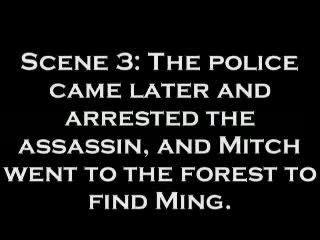 Scene 3: The police
came later and
arrested the
assassin, and Mitch
went to the forest to
find Ming.